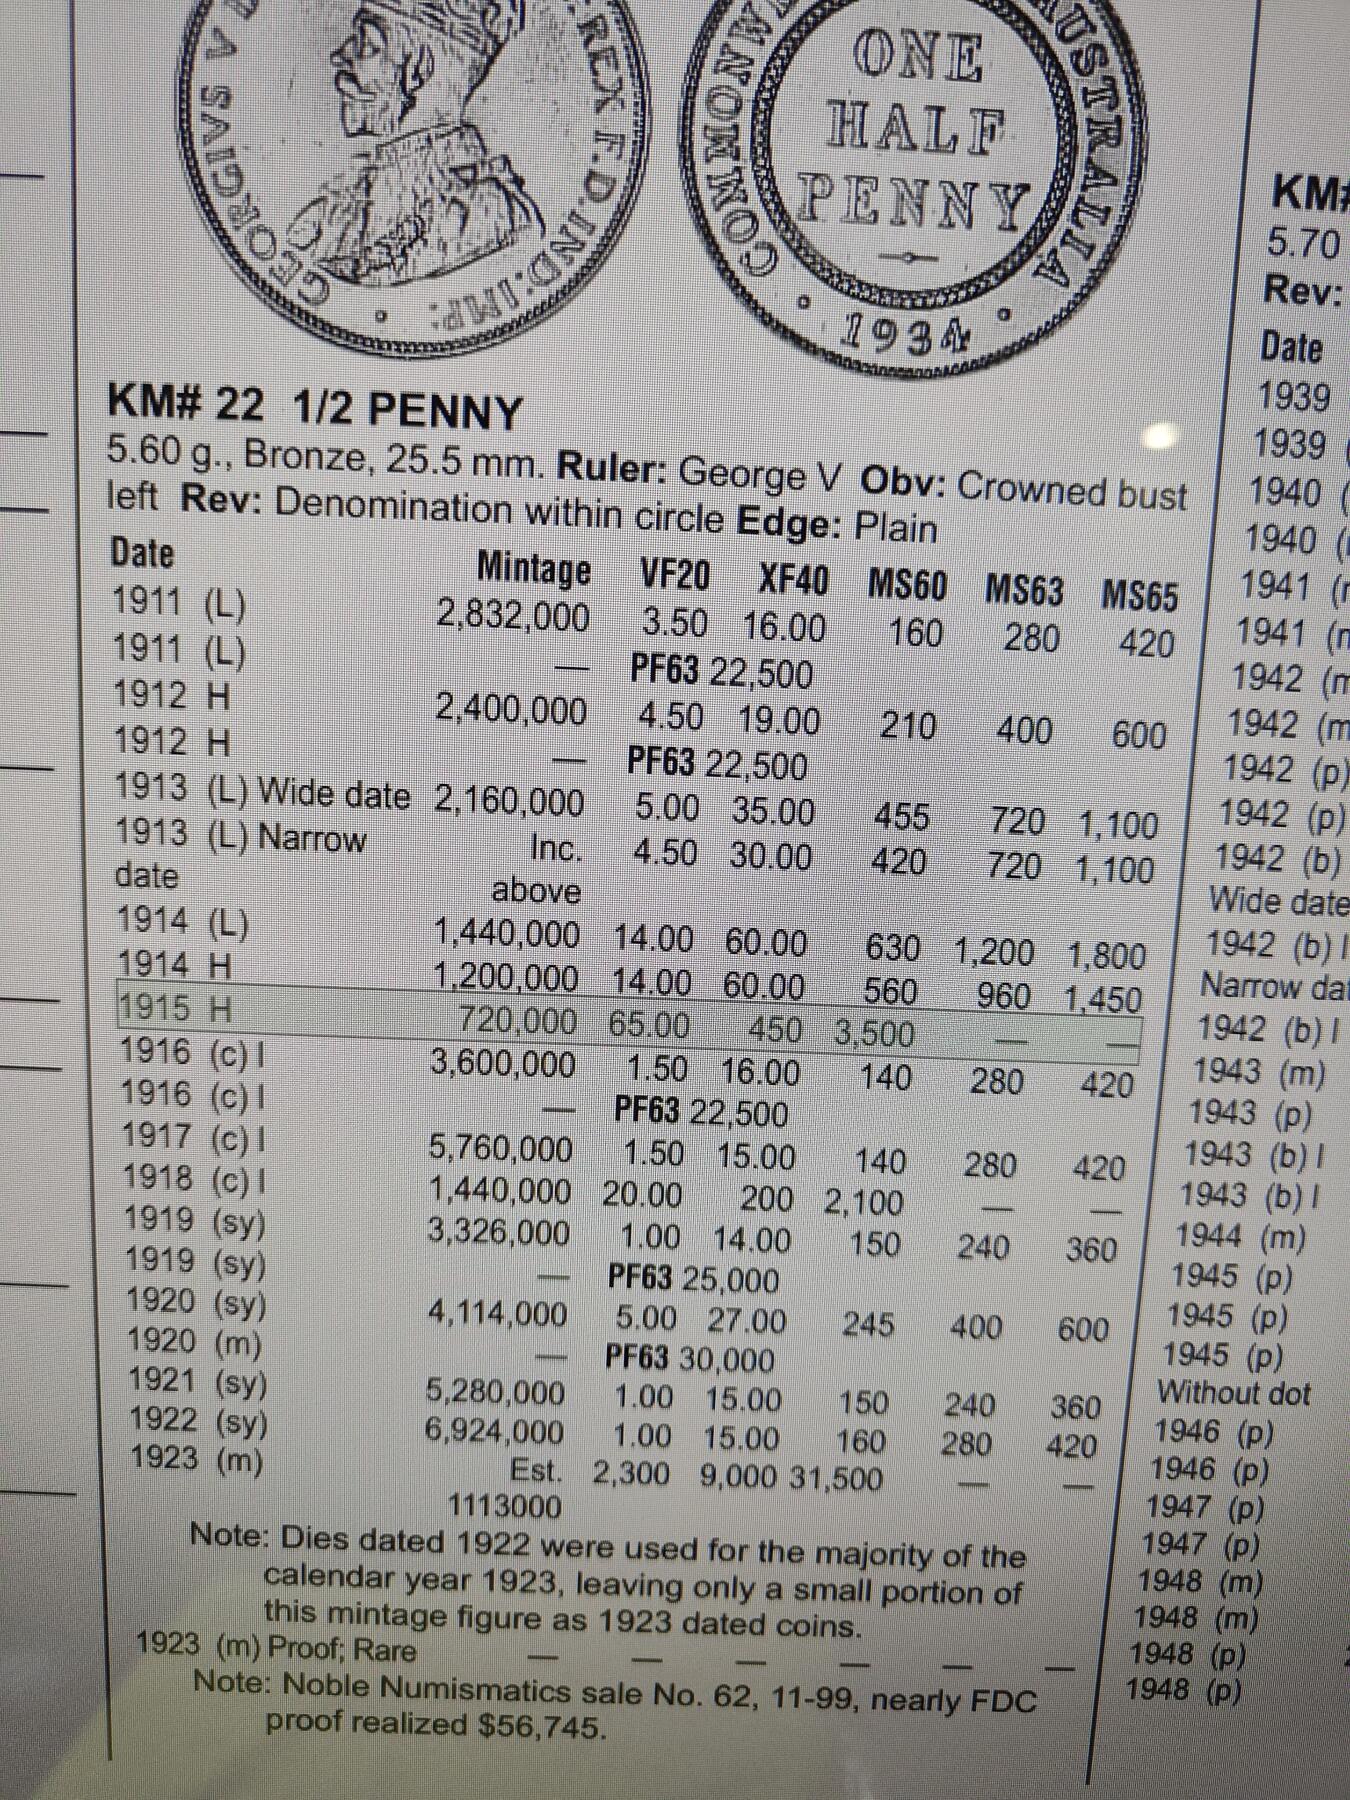 GEORGIVS V D
REX F.D.IND:IMP:
COMMONW
AUSTRALIA
ONE
HALF
PENNY
1934
KM# 22 1/2 PENNY
5.60 g., Bronze, 25.5 mm. Ruler: George V Obv: Crowned bust
left Rev: Denomination within circle Edge: Plain
Date Mintage VF20 XF40 MS60 MS63 MS65
1911 (L) 2,832,000 3.50 16.00 160 280 420
1911 (L) — PF63 22,500
1912 H 2,400,000 4.50 19.00 210 400 600
1912 H — PF63 22,500
1913 (L) Wide date 2,160,000 5.00 35.00 455 720 1,100
1913 (L) Narrow Inc. 4.50 30.00 420 720 1,100
date above
1914 (L) 1,440,000 14.00 60.00 630 1,200 1,800
1914 H 1,200,000 14.00 60.00 560 960 1,450
1915 H 720,000 65.00 450 3,500 — —
1916 (c) I 3,600,000 1.50 16.00 140 280 420
1916 (c) I — PF63 22,500
1917 (c) I 5,760,000 1.50 15.00 140 280 420
1918 (c) I 1,440,000 20.00 200 2,100 — —
1919 (sy) 3,326,000 1.00 14.00 150 240 360
1919 (sy) — PF63 25,000
1920 (sy) 4,114,000 5.00 27.00 245 400 600
1920 (m) — PF63 30,000
1921 (sy) 5,280,000 1.00 15.00 150 240 360
1922 (sy) 6,924,000 1.00 15.00 160 280 420
1923 (m) Est. 2,300 9,000 31,500 — —
1113000
Note: Dies dated 1922 were used for the majority of the
calendar year 1923, leaving only a small portion of
this mintage figure as 1923 dated coins.
1923 (m) Proof; Rare — — — — — —
Note: Noble Numismatics sale No. 62, 11-99, nearly FDC
proof realized $56,745.
KM#
5.70
Rev:
Date
1939
1939 (
1940 (
1940 (
1941 (
1941 (
1942 (
1942 (m
1942 (p)
1942 (p)
1942 (b)
Wide date
1942 (b) I
Narrow da
1942 (b) I
1943 (m)
1943 (p)
1943 (b) I
1943 (b) I
1944 (m)
1945 (p)
1945 (p)
1945 (p)
Without dot
1946 (p)
1946 (p)
1947 (p)
1947 (p)
1948 (m)
1948 (m)
1948 (p)
1948 (p)